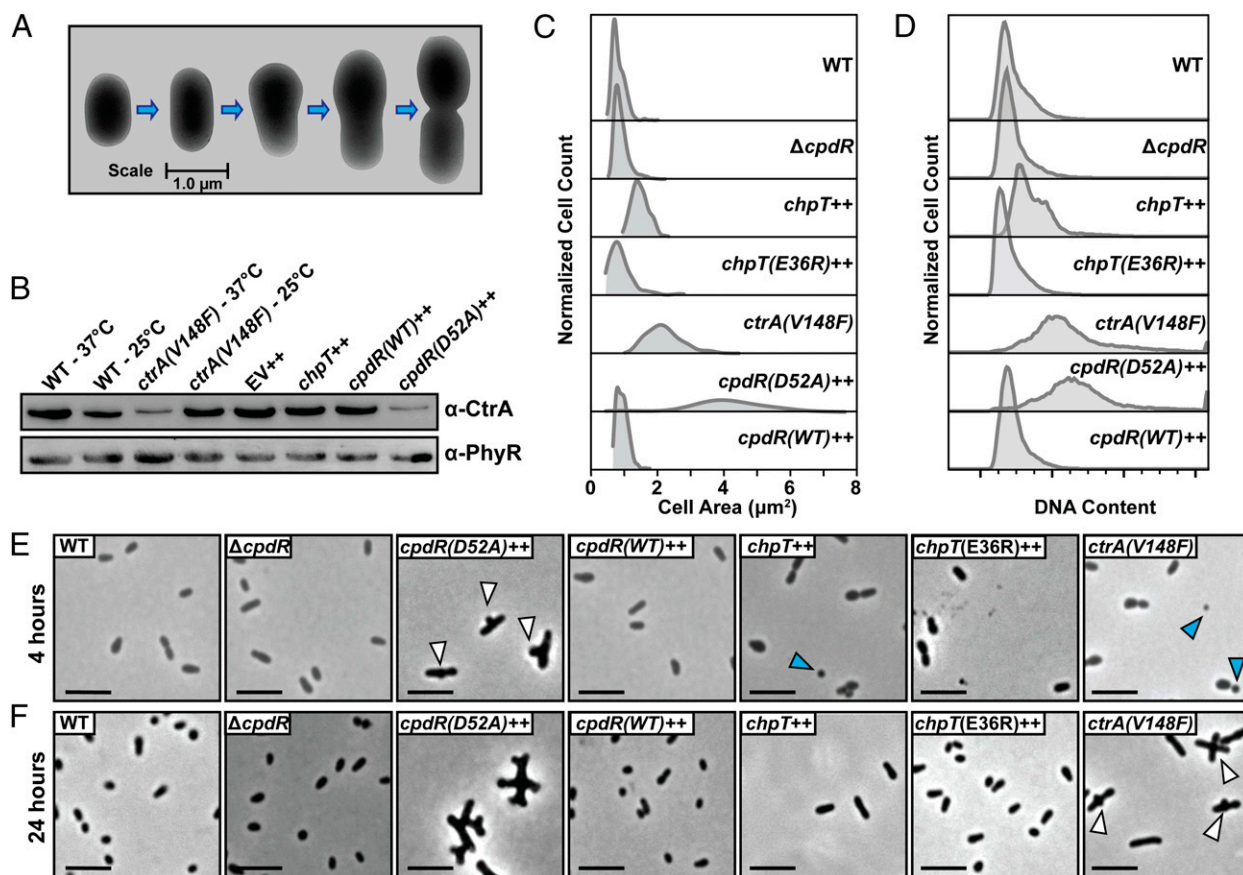 A
Scale
1.0 µm
B
WT - 37°C
WT - 25°C
ctrA(V148F) - 37°C
ctrA(V148F) - 25°C
EV++
chpT++
cpdR(WT)++
cpdR(D52A)++
α-CtrA
α-PhyR
C
Normalized Cell Count
WT
ΔcpdR
chpT++
chpT(E36R)++
ctrA(V148F)
cpdR(D52A)++
cpdR(WT)++
0 2 4 6 8
Cell Area (µm²)
D
Normalized Cell Count
WT
ΔcpdR
chpT++
chpT(E36R)++
ctrA(V148F)
cpdR(D52A)++
cpdR(WT)++
DNA Content
E
4 hours
WT
ΔcpdR
cpdR(D52A)++
cpdR(WT)++
chpT++
chpT(E36R)++
ctrA(V148F)
F
24 hours
WT
ΔcpdR
cpdR(D52A)++
cpdR(WT)++
chpT++
chpT(E36R)++
ctrA(V148F)